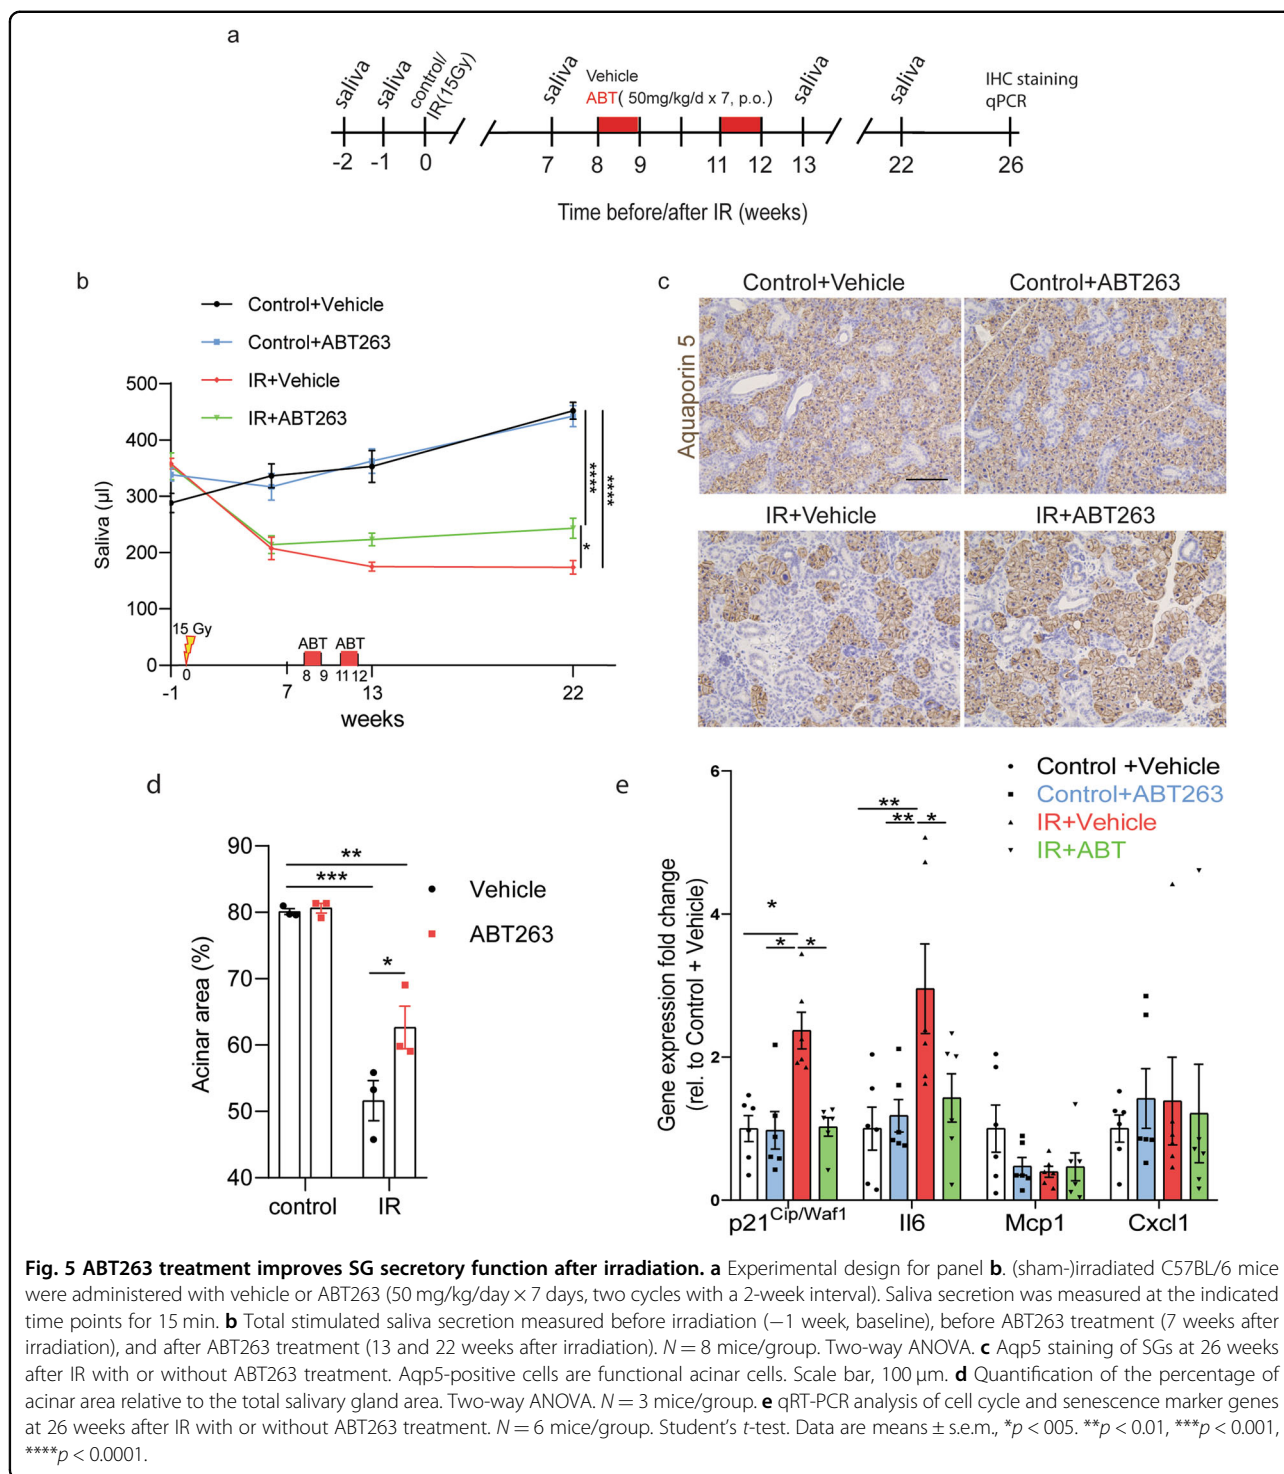 a
saliva
saliva
control/
IR(15Gy)
saliva
Vehicle
ABT( 50mg/kg/d x 7, p.o.)
saliva
saliva
IHC staining
qPCR
-2 -1 0 7 8 9 11 12 13 22 26
Time before/after IR (weeks)
b
Control+Vehicle
Control+ABT263
IR+Vehicle
IR+ABT263
Saliva (µl)
500
400
300
200
100
0
15 Gy
0
ABT ABT
8 9 11 12
-1 7 13 22
weeks
****
****
*
c
Control+Vehicle Control+ABT263
Aquaporin 5
IR+Vehicle IR+ABT263
d
Acinar area (%)
90
80
70
60
50
40
**
***
*
Vehicle
ABT263
control IR
e
Gene expression fold change
(rel. to Control + Vehicle)
6
4
2
0
Control +Vehicle
Control+ABT263
IR+Vehicle
IR+ABT
*
* *
**
** *
p21Cip/Waf1 Il6 Mcp1 Cxcl1
Fig. 5 ABT263 treatment improves SG secretory function after irradiation. a Experimental design for panel b. (sham-)irradiated C57BL/6 mice
were administered with vehicle or ABT263 (50 mg/kg/day × 7 days, two cycles with a 2-week interval). Saliva secretion was measured at the indicated
time points for 15 min. b Total stimulated saliva secretion measured before irradiation (−1 week, baseline), before ABT263 treatment (7 weeks after
irradiation), and after ABT263 treatment (13 and 22 weeks after irradiation). N = 8 mice/group. Two-way ANOVA. c Aqp5 staining of SGs at 26 weeks
after IR with or without ABT263 treatment. Aqp5-positive cells are functional acinar cells. Scale bar, 100 µm. d Quantification of the percentage of
acinar area relative to the total salivary gland area. Two-way ANOVA. N = 3 mice/group. e qRT-PCR analysis of cell cycle and senescence marker genes
at 26 weeks after IR with or without ABT263 treatment. N = 6 mice/group. Student's t-test. Data are means ± s.e.m., *p < 005. **p < 0.01, ***p < 0.001,
****p < 0.0001.